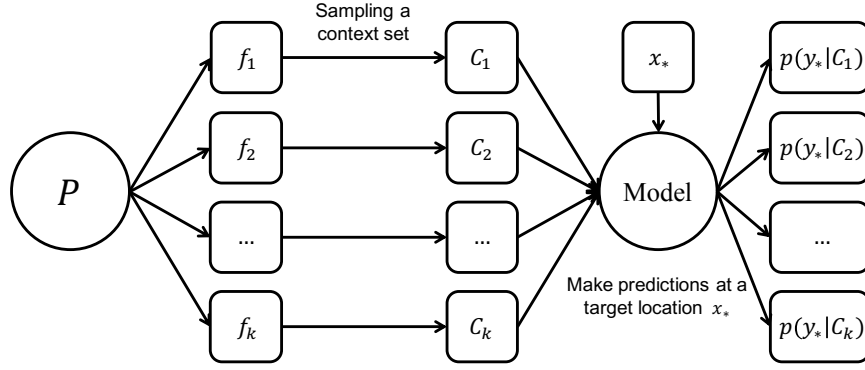 Sampling a
context set
f₁
C₁
x∗
p(y∗|C₁)
f₂
C₂
p(y∗|C₂)
P
Model
...
...
...
Make predictions at a
target location x∗
fₖ
Cₖ
p(y∗|Cₖ)